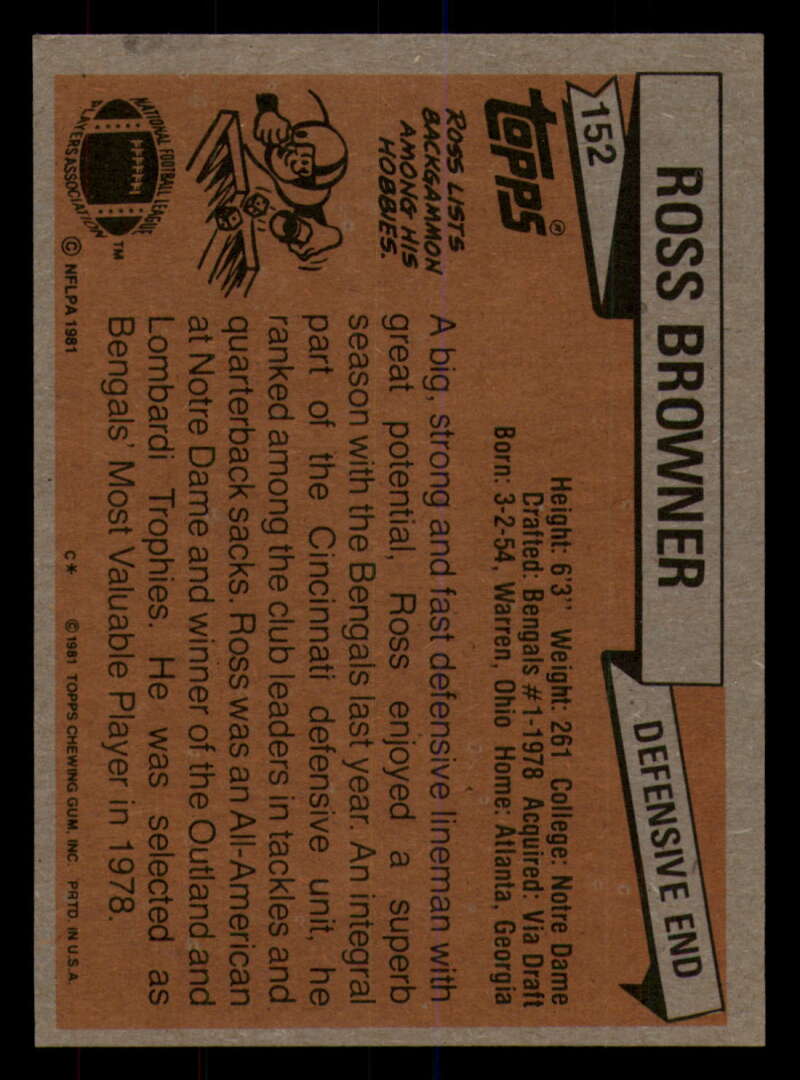 152
ROSS BROWNER
DEFENSIVE END
TOPPS®
Height: 6'3" Weight: 261 College: Notre Dame
Drafted: Bengals #1-1978 Acquired: Via Draft
Born: 3-2-54, Warren, Ohio Home: Atlanta, Georgia
ROSS LISTS
BACKGAMMON
AMONG HIS
HOBBIES.
A big, strong and fast defensive lineman with
great potential, Ross enjoyed a superb
season with the Bengals last year. An integral
part of the Cincinnati defensive unit, he
ranked among the club leaders in tackles and
quarterback sacks. Ross was an All-American
at Notre Dame and winner of the Outland and
Lombardi Trophies. He was selected as
Bengals' Most Valuable Player in 1978.
NATIONAL FOOTBALL LEAGUE
PLAYERS ASSOCIATION
TM
© NFLPA 1981
C* © 1981 TOPPS CHEWING GUM, INC. PRTD. IN U.S.A.